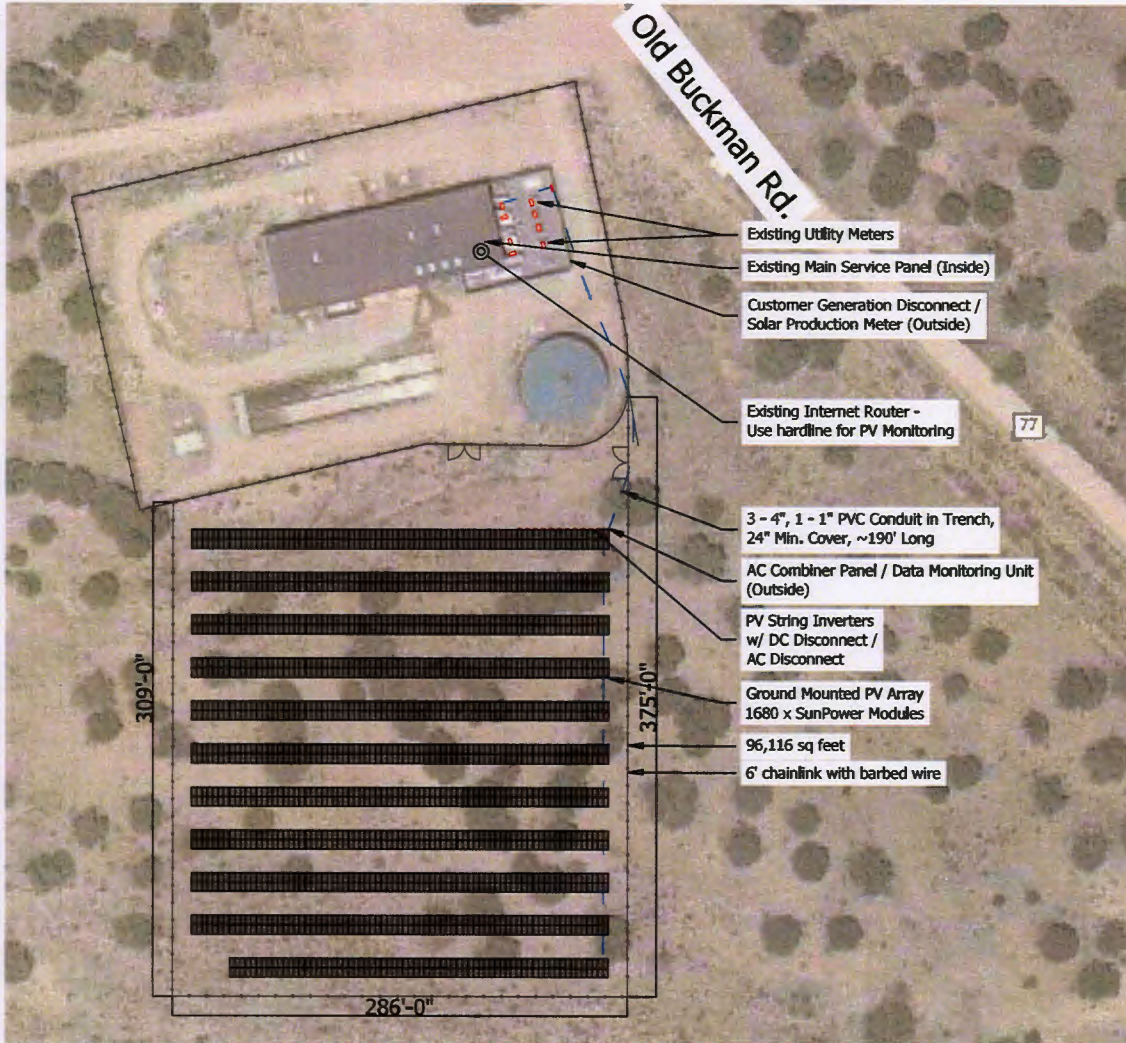 Old Buckman Rd.
Existing Utility Meters
Existing Main Service Panel (Inside)
Customer Generation Disconnect /
Solar Production Meter (Outside)
Existing Internet Router -
Use hardline for PV Monitoring
77
3 - 4", 1 - 1" PVC Conduit in Trench,
24" Min. Cover, ~190' Long
AC Combiner Panel / Data Monitoring Unit
(Outside)
PV String Inverters
w/ DC Disconnect /
AC Disconnect
Ground Mounted PV Array
1680 x SunPower Modules
96,116 sq feet
6' chainlink with barbed wire
309'-0"
375'-0"
286'-0"